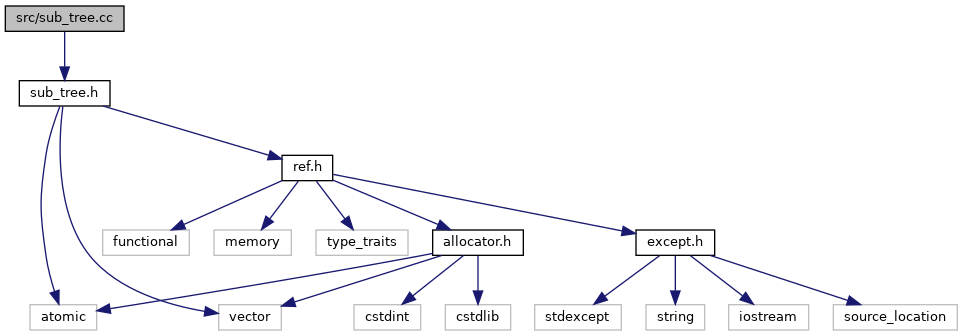 src/sub_tree.cc
sub_tree.h
ref.h
functional
memory
type_traits
allocator.h
except.h
atomic
vector
cstdint
cstdlib
stdexcept
string
iostream
source_location